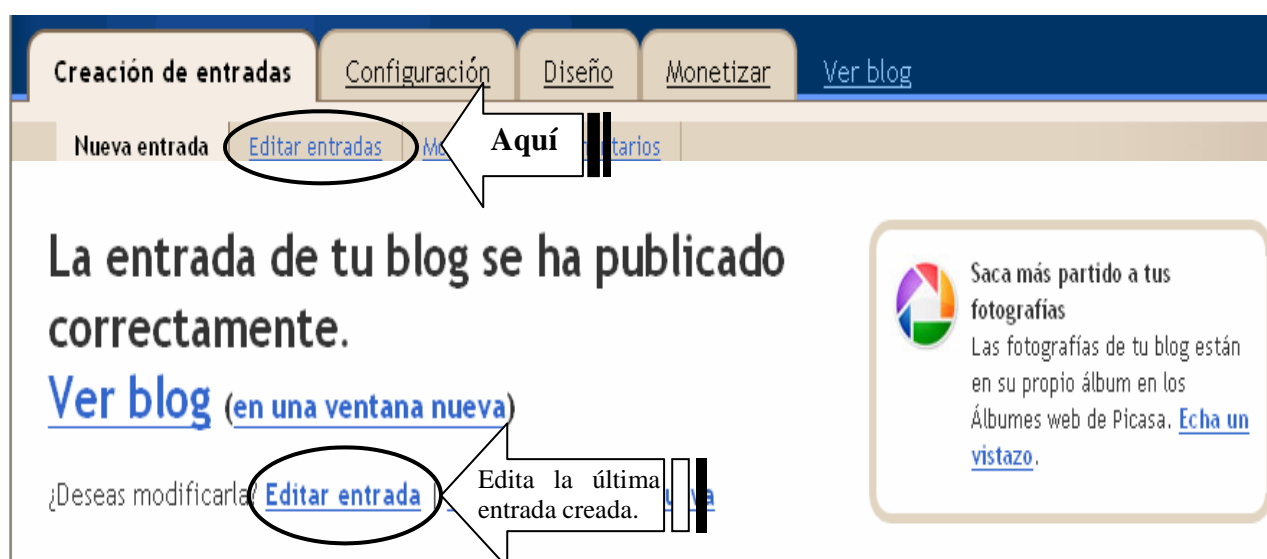 Creación de entradas Configuración Diseño Monetizar Ver blog
Nueva entrada Editar entradas
Aquí
La entrada de tu blog se ha publicado
correctamente.
Ver blog (en una ventana nueva)
¿Deseas modificarla? Editar entrada
Edita la última
entrada creada.
Saca más partido a tus
fotografías
Las fotografías de tu blog están
en su propio álbum en los
Álbumes web de Picasa. Echa un
vistazo.